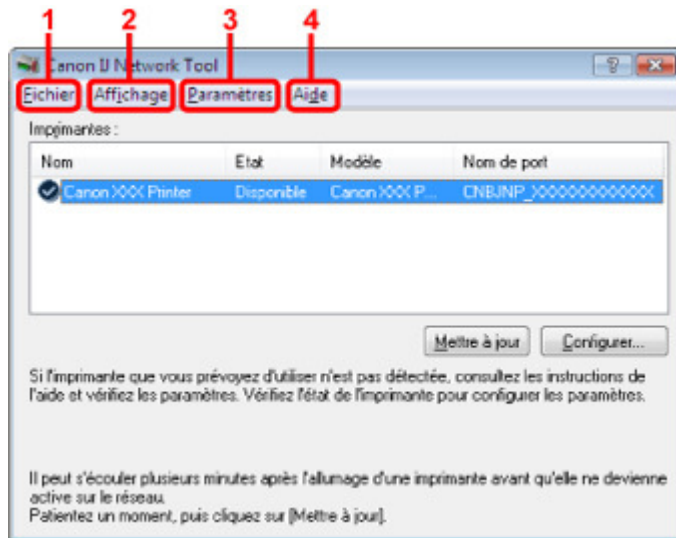 1 2 3 4
Canon IJ Network Tool
Fichier Affichage Paramètres Aide
Imprimantes :
Nom Etat Modèle Nom de port
Canon XXX Printer Disponible Canon XXX P... CNBJNP_XXXXXXXXXXXX
Mettre à jour Configurer...
Si l'imprimante que vous prévoyez d'utiliser n'est pas détectée, consultez les instructions de
l'aide et vérifiez les paramètres. Vérifiez l'état de l'imprimante pour configurer les paramètres.
Il peut s'écouler plusieurs minutes après l'allumage d'une imprimante avant qu'elle ne devienne
active sur le réseau.
Patientez un moment, puis cliquez sur [Mettre à jour].